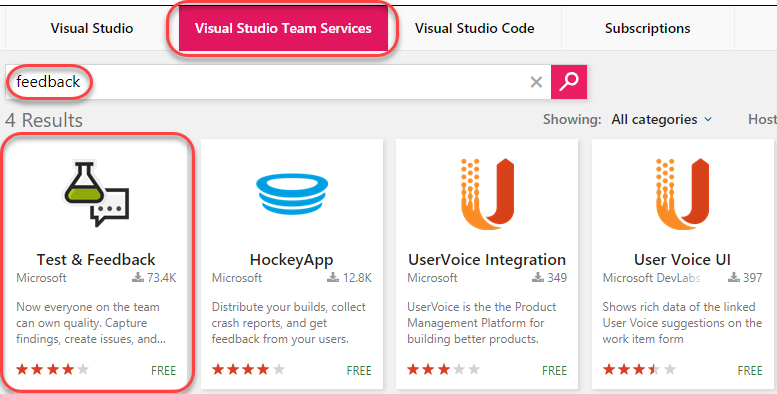 Visual Studio Visual Studio Team Services Visual Studio Code Subscriptions
feedback
4 Results Showing: All categories Host
Test & Feedback
Microsoft 73.4K
Now everyone on the team
can own quality. Capture
findings, create issues, and...
FREE
HockeyApp
Microsoft 12.8K
Distribute your builds, collect
crash reports, and get
feedback from your users.
FREE
UserVoice Integration
Microsoft 349
UserVoice is the the Product
Management Platform for
building better products.
FREE
User Voice UI
Microsoft DevLabs 397
Shows rich data of the linked
User Voice suggestions on the
work item form
FREE